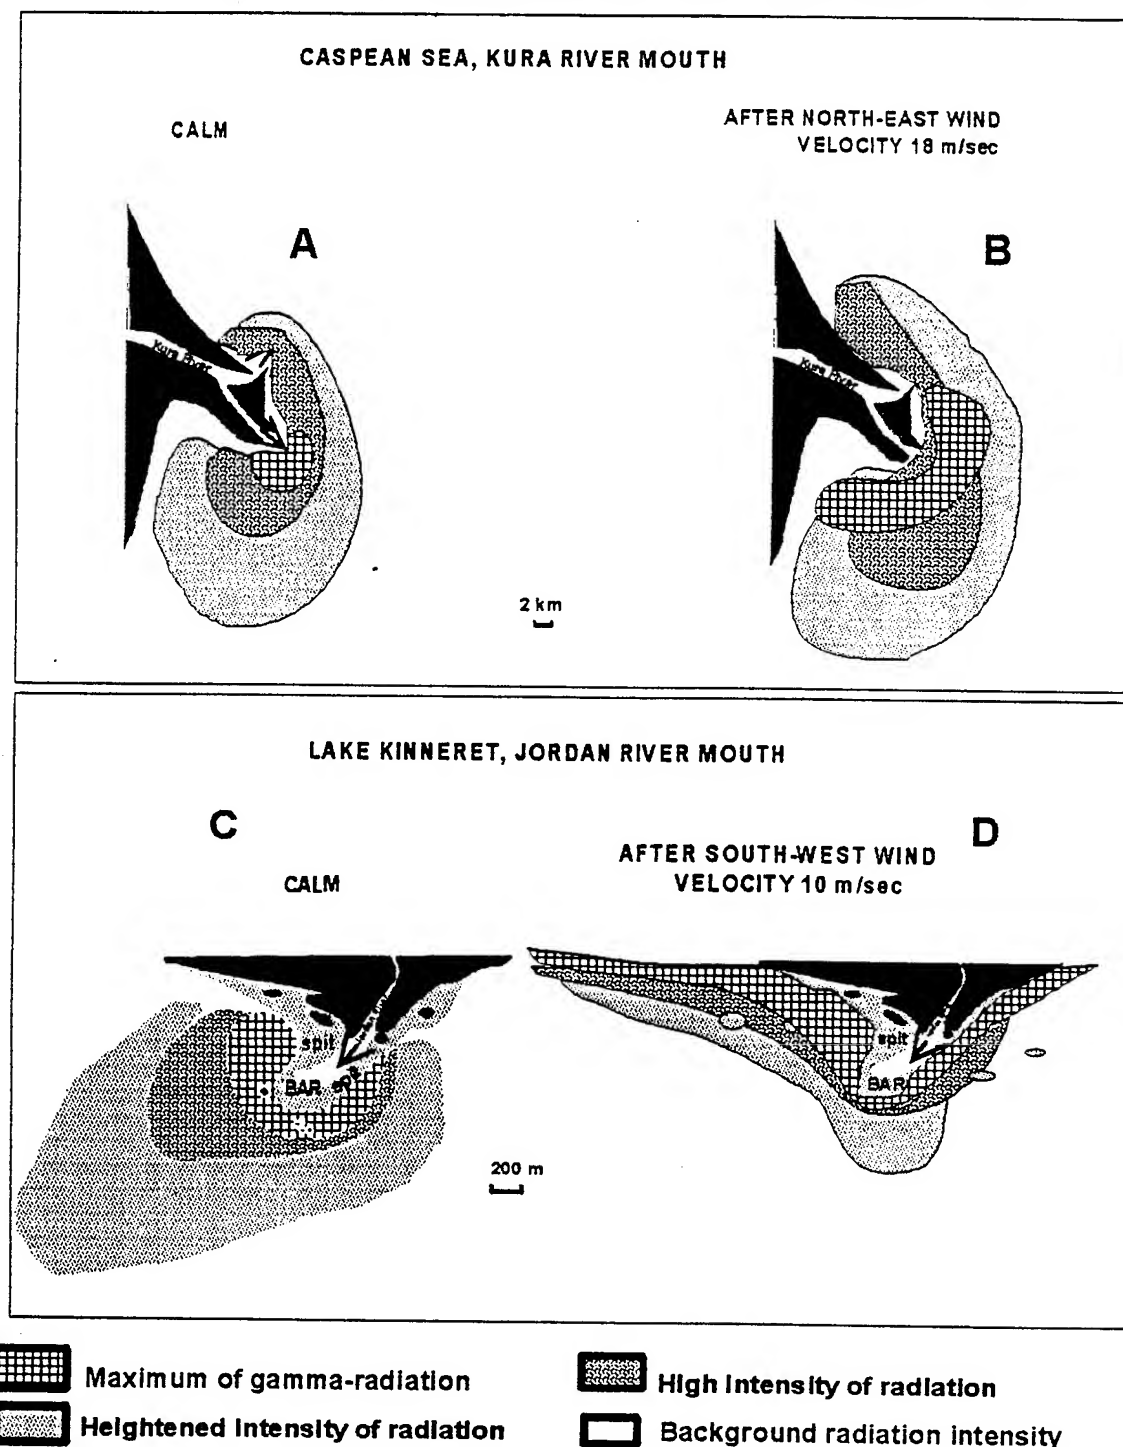 CASPEAN SEA, KURA RIVER MOUTH
CALM
AFTER NORTH-EAST WIND
VELOCITY 18 m/sec
A
B
Kura River
Kura River
2 km
LAKE KINNERET, JORDAN RIVER MOUTH
C
D
CALM
AFTER SOUTH-WEST WIND
VELOCITY 10 m/sec
spit
BAR
spit
spit
BAR
200 m
Maximum of gamma-radiation
High Intensity of radiation
Heightened Intensity of radiation
Background radiation intensity